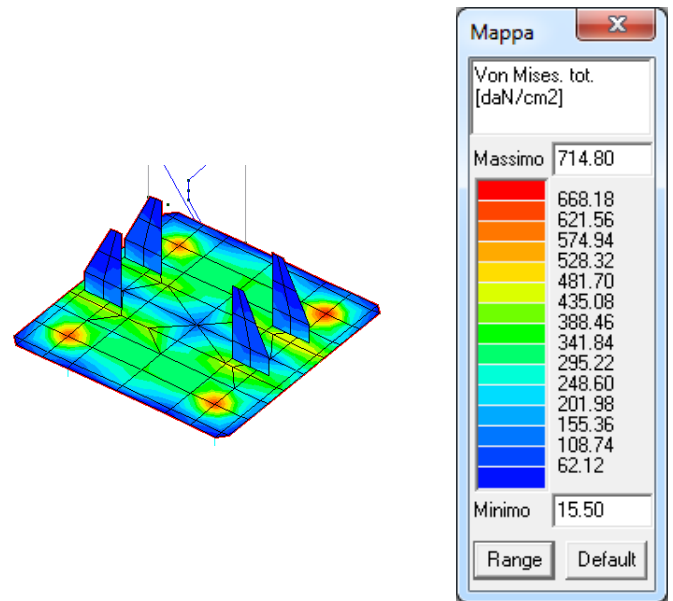 Mappa
Von Mises. tot.
[daN/cm2]
Massimo 714.80
668.18
621.56
574.94
528.32
481.70
435.08
388.46
341.84
295.22
248.60
201.98
155.36
108.74
62.12
Minimo 15.50
Range Default